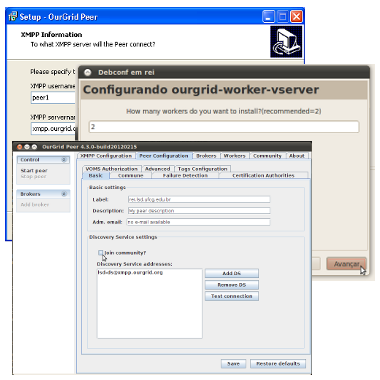 Setup - OurGrid Peer
XMPP Information
To what XMPP server will the Peer connect?
Please specify t
XMPP username
peer1
XMPP servernam
xmpp.ourgrid.o
Debconf em rei
Configurando ourgrid-worker-vserver
How many workers do you want to install?(recommended=2)
2
Avançar
OurGrid Peer 4.3.0-build20120215
Control
Start peer
Stop peer
Brokers
Add broker
XMPP Configuration Peer Configuration Brokers Workers Community About
VOMS Authorization Advanced Tags Configuration
Basic Commune Failure Detection Certification Authorities
Basic settings
Label: res.lsd.ufcg.edu.br
Description: My peer description
Adm. email: no e-mail available
Discovery Service settings
Join community?
Discovery Service addresses:
lsd-ds@xmpp.ourgrid.org
Add DS
Remove DS
Test connection
Save Restore defaults